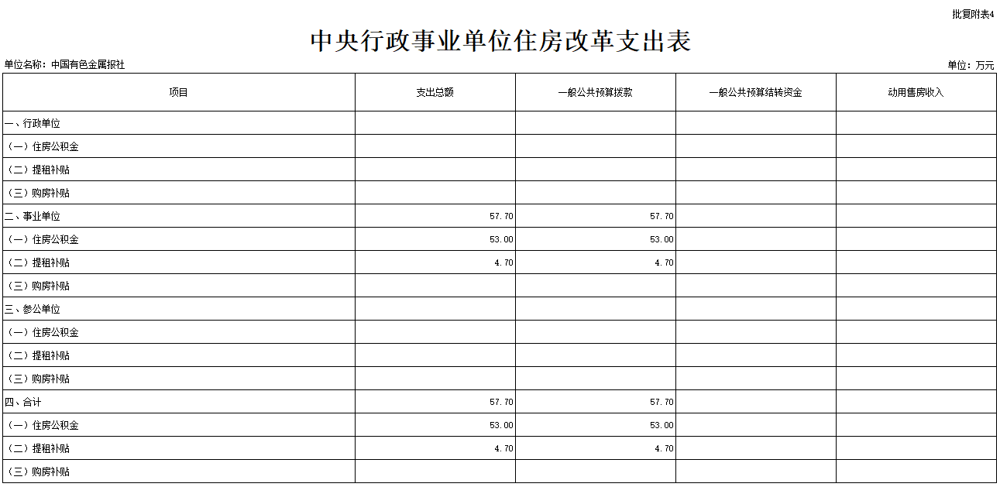 批复附表4
中央行政事业单位住房改革支出表
单位名称：中国有色金属报社 单位：万元
项目 支出总额 一般公共预算拨款 一般公共预算结转资金 动用售房收入
一、行政单位
（一）住房公积金
（二）提租补贴
（三）购房补贴
二、事业单位 57.70 57.70
（一）住房公积金 53.00 53.00
（二）提租补贴 4.70 4.70
（三）购房补贴
三、参公单位
（一）住房公积金
（二）提租补贴
（三）购房补贴
四、合计 57.70 57.70
（一）住房公积金 53.00 53.00
（二）提租补贴 4.70 4.70
（三）购房补贴